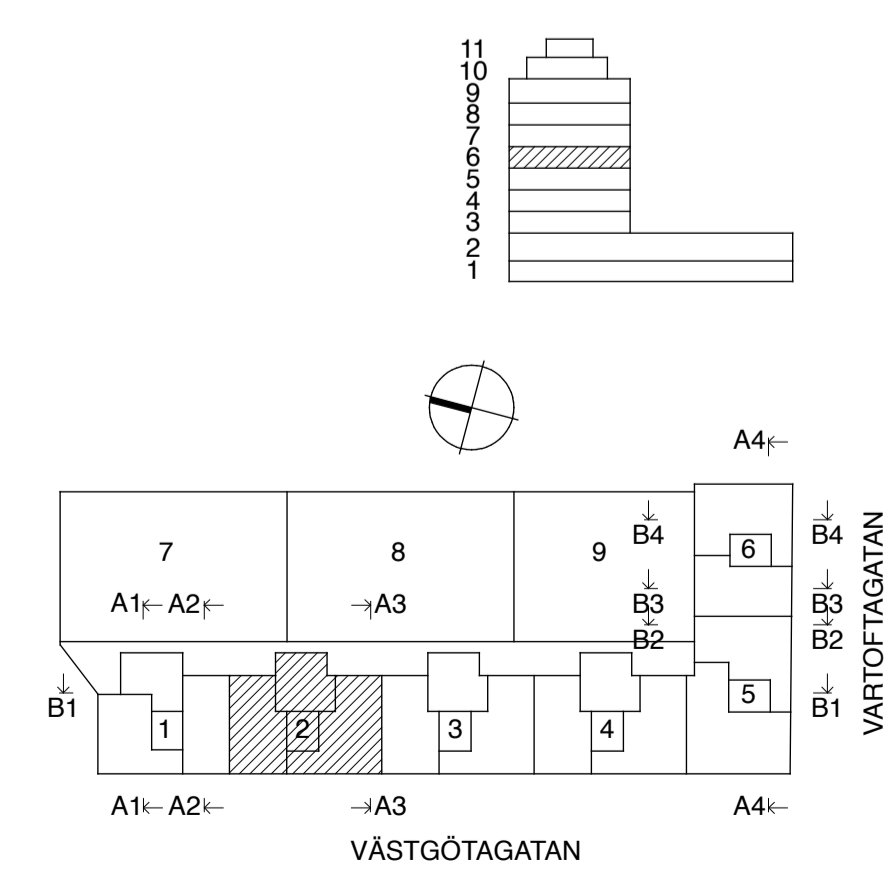 11
10
9
8
7
6
5
4
3
2
1
A4
7 8 9 B4 6 B4
A1 A2 A3 B3 B3
B2 B2
B1 1 2 3 4 5 B1
VARTOFTAGATAN
A1 A2 A3 A4
VÄSTGÖTAGATAN